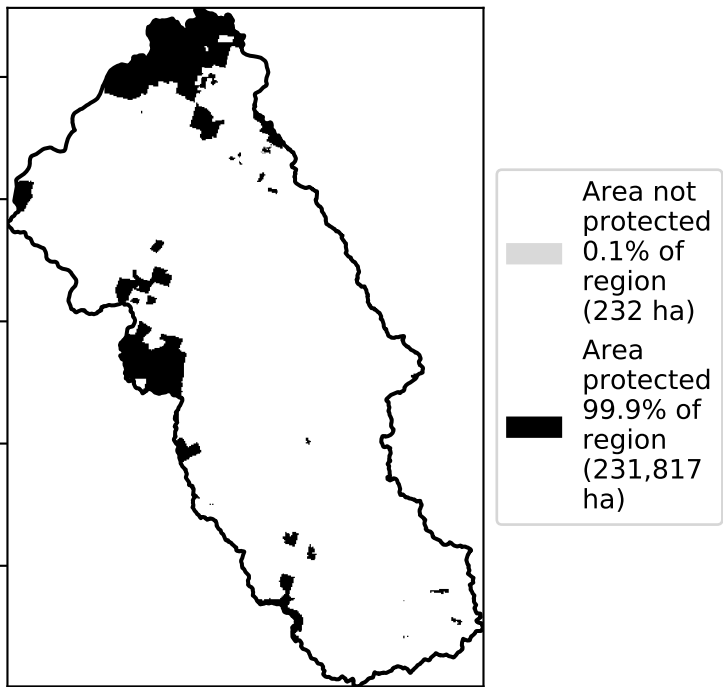 Area not
protected
0.1% of
region
(232 ha)
Area
protected
99.9% of
region
(231,817
ha)